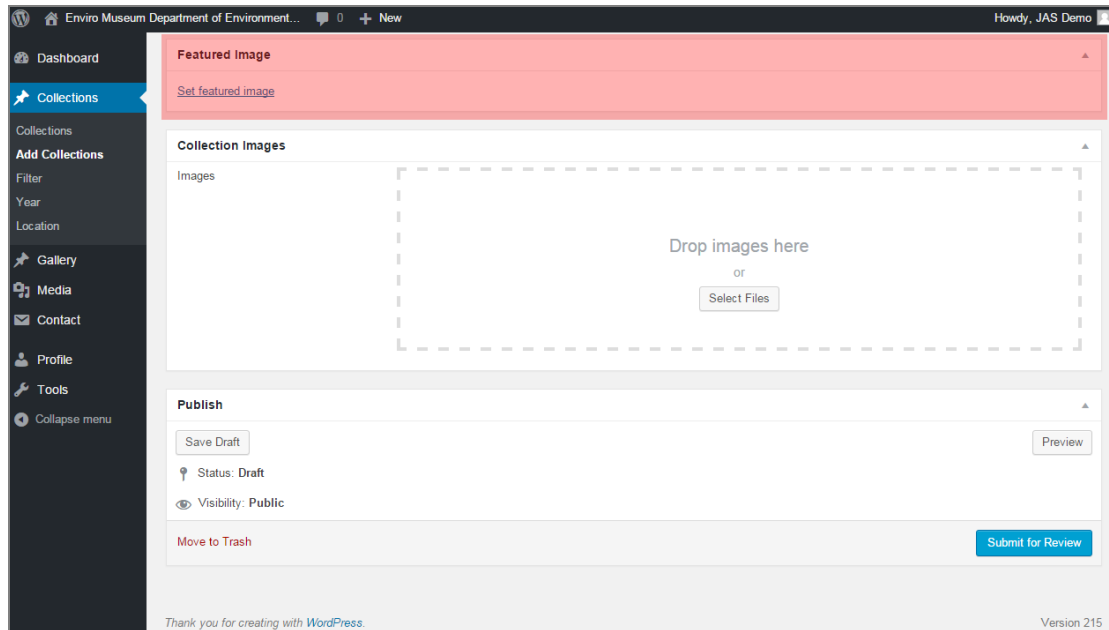 Enviro Museum Department of Environment... 0 + New Howdy, JAS Demo
Dashboard
Collections
Collections
Add Collections
Filter
Year
Location
Gallery
Media
Contact
Profile
Tools
Collapse menu
Featured Image
Set featured image
Collection Images
Images
Drop images here
or
Select Files
Publish
Save Draft
Preview
Status: Draft
Visibility: Public
Move to Trash
Submit for Review
Thank you for creating with WordPress.
Version 215